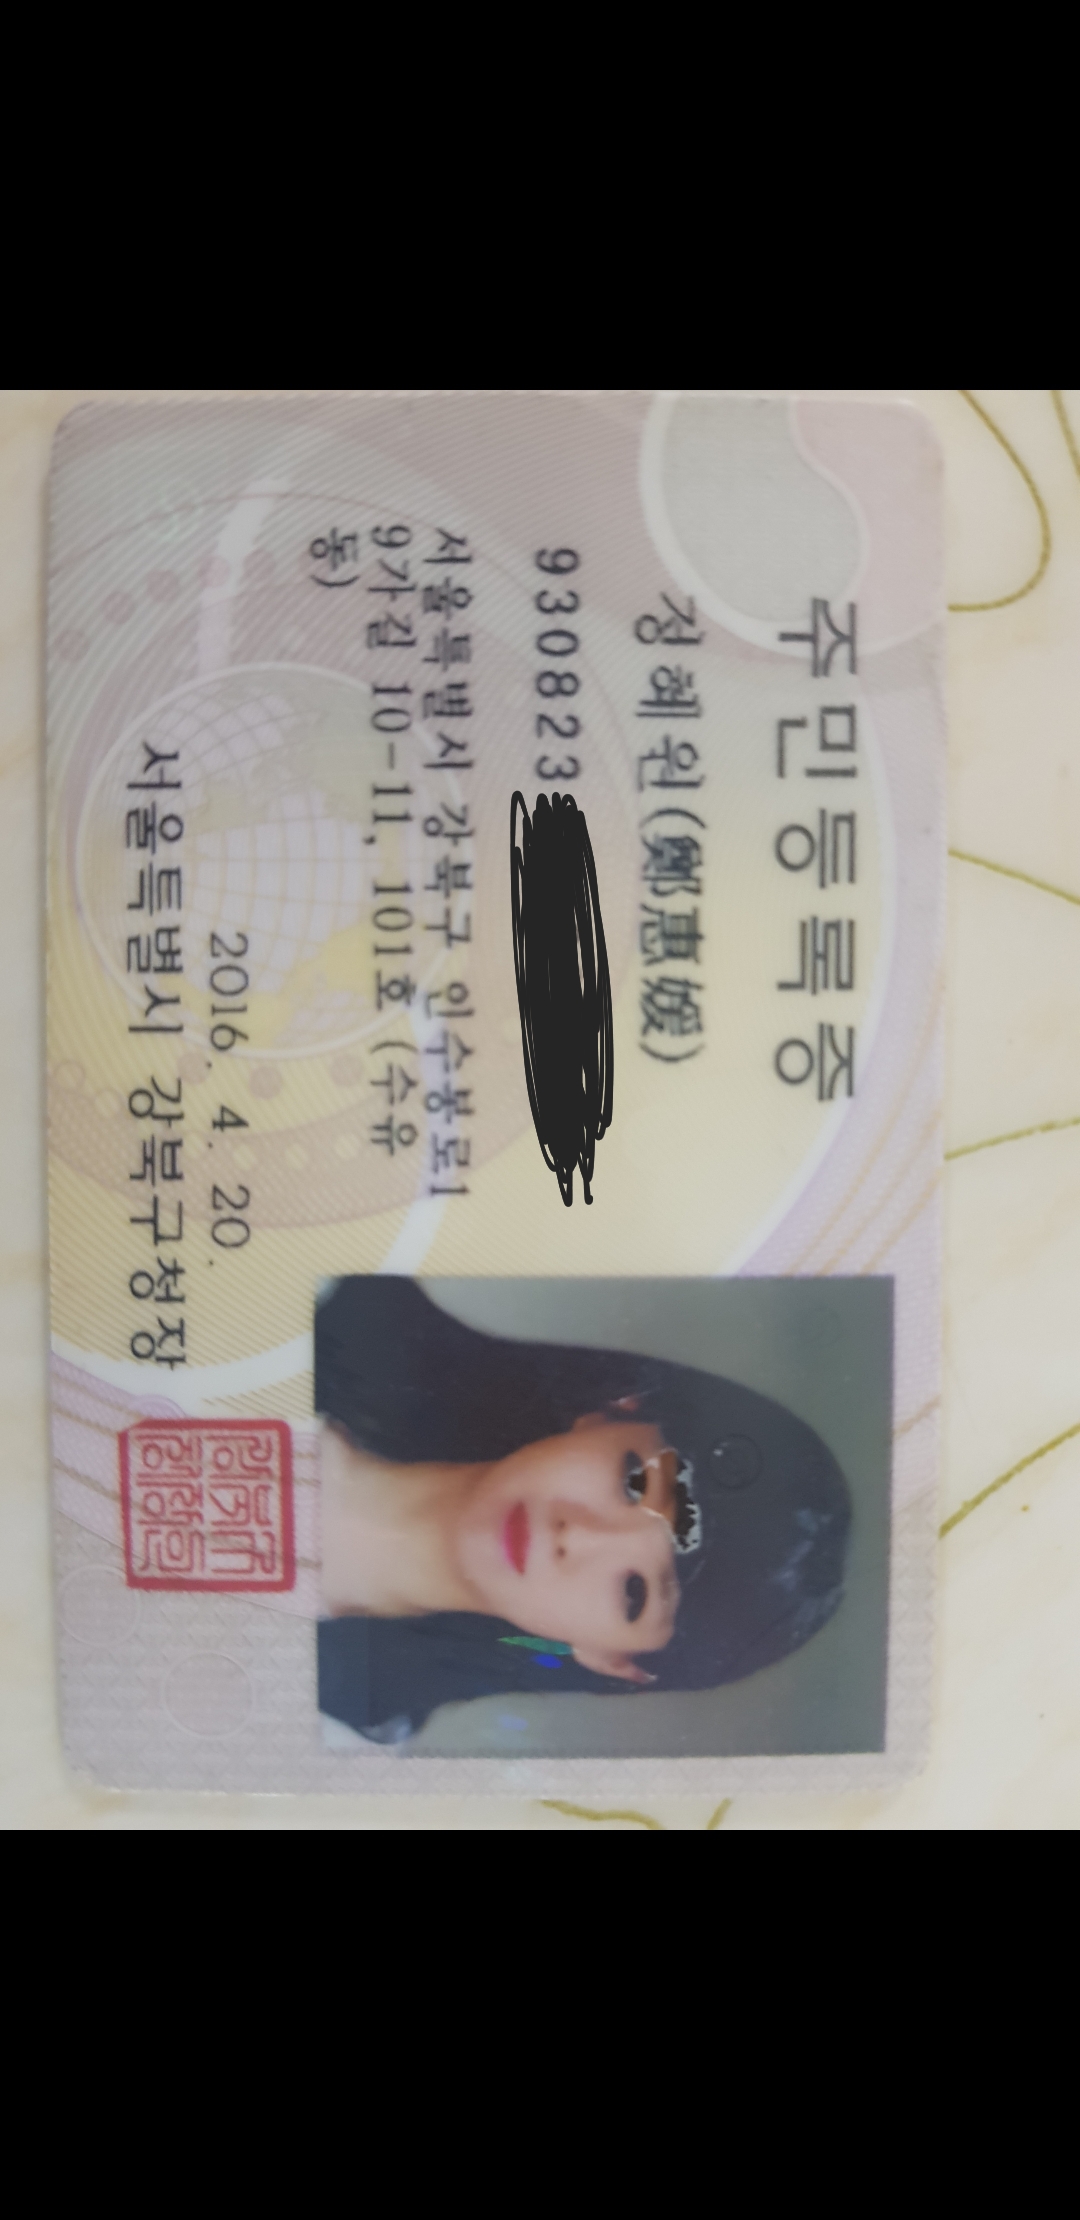 주민등록증
정혜원(鄭惠媛)
930823
서울특별시 강북구 인수봉로1
9가길 10-11, 101호 (수유
동)
2016. 4. 20.
서울특별시 강북구청장